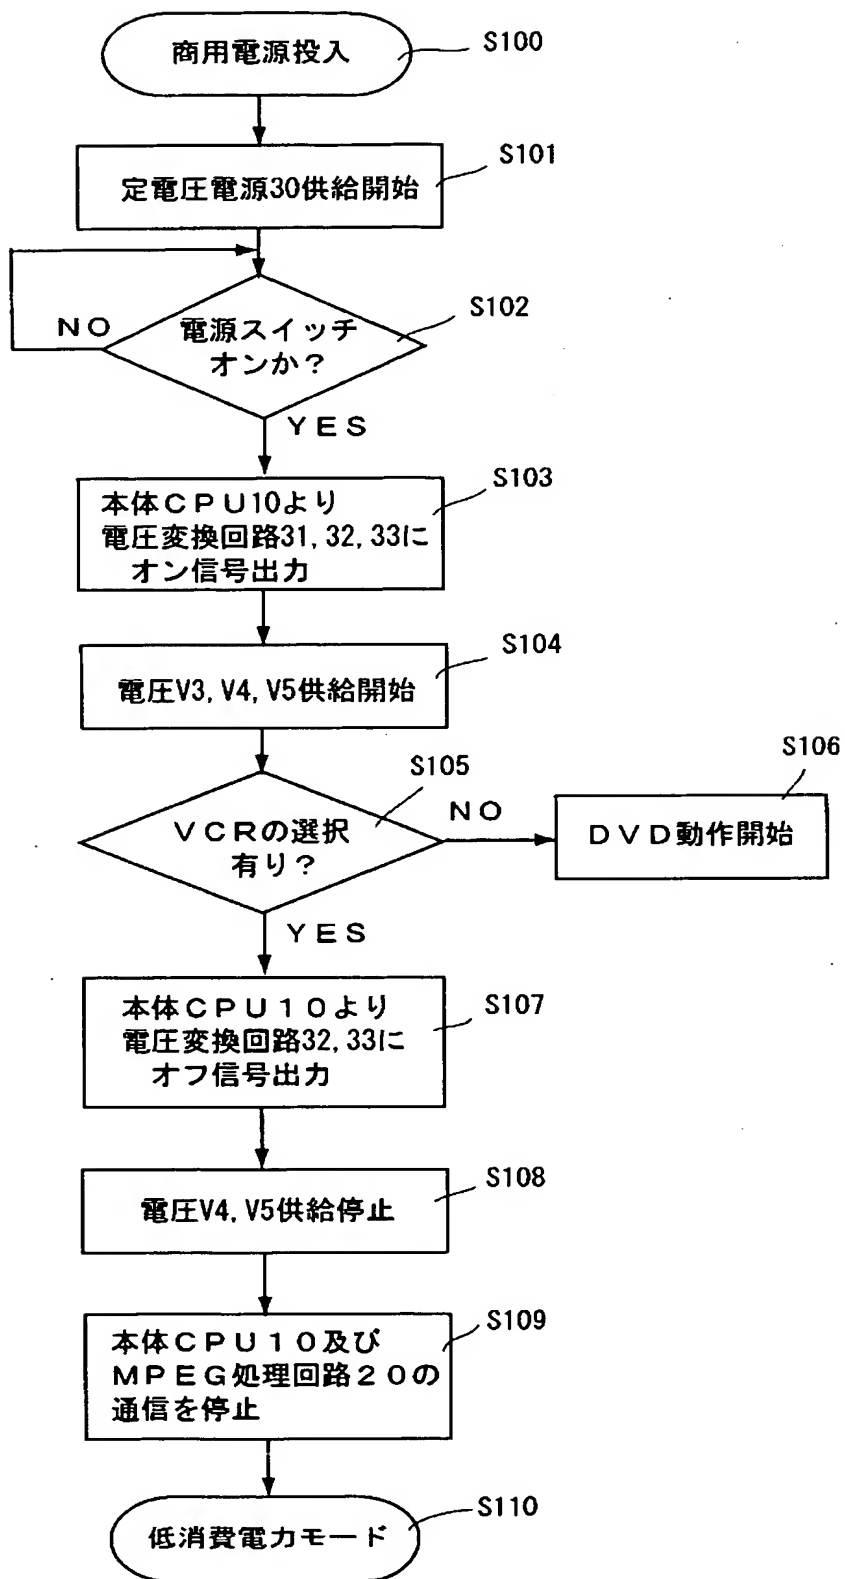 商用電源投入
S100
S101
定電圧電源30供給開始
S102
NO
電源スイッチ
オンか?
YES
S103
本体CPU10より
電圧変換回路31,32,33に
オン信号出力
S104
電圧V3,V4,V5供給開始
S105
VCRの選択
有り?
NO
S106
DVD動作開始
YES
S107
本体CPU10より
電圧変換回路32,33に
オフ信号出力
S108
電圧V4,V5供給停止
S109
本体CPU10及び
MPEG処理回路20の
通信を停止
S110
低消費電力モード